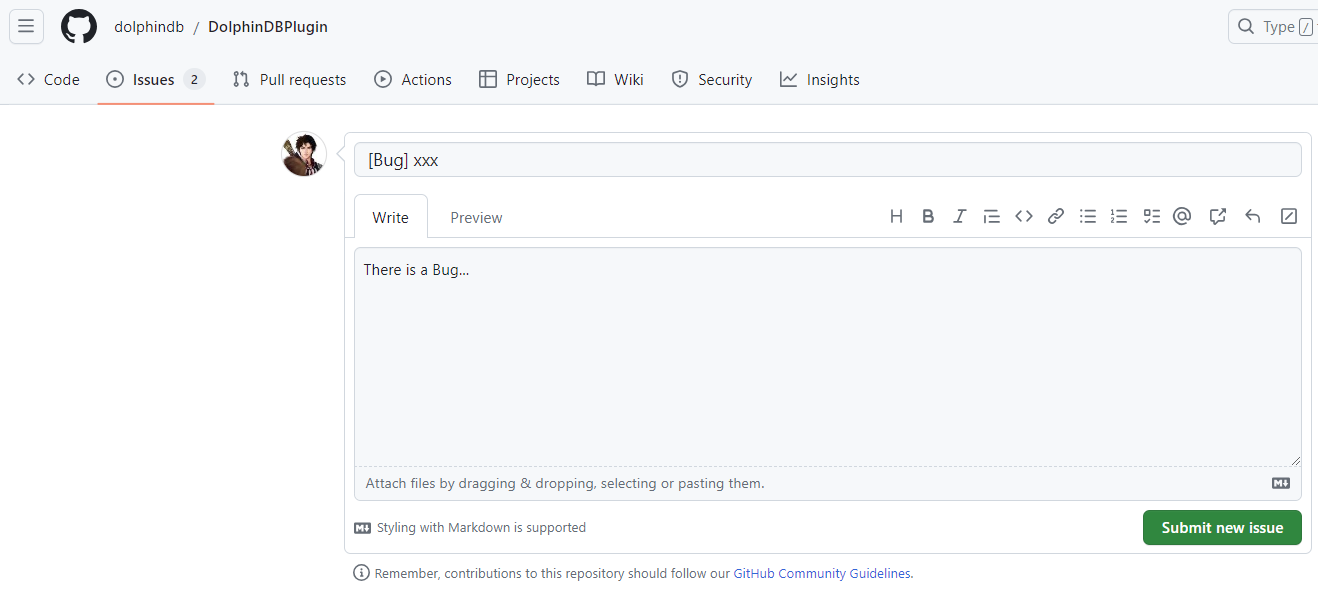 dolphindb / DolphinDBPlugin
Type /
Code Issues 2 Pull requests Actions Projects Wiki Security Insights
[Bug] xxx
Write Preview
There is a Bug...
Attach files by dragging & dropping, selecting or pasting them.
Styling with Markdown is supported
Submit new issue
Remember, contributions to this repository should follow our GitHub Community Guidelines.